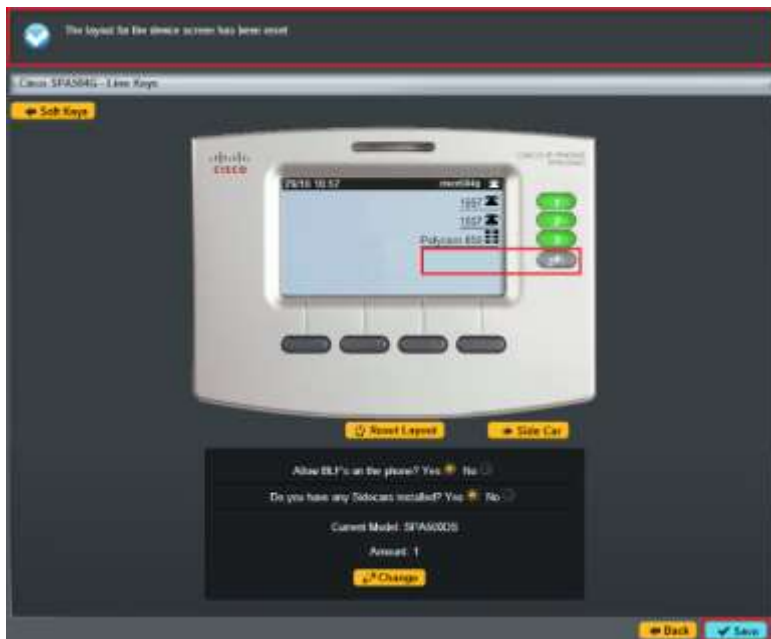 The layout for the device screen has been reset
Cisco SPA504G - Line Keys
Soft Keys
CISCO
1697
1697
Polycom 650
Reset Layout
Side Car
Allow BLF's on the phone? Yes No
Do you have any Sidecars installed? Yes No
Current Model: SPA500DS
Amount: 1
Change
Back
Save